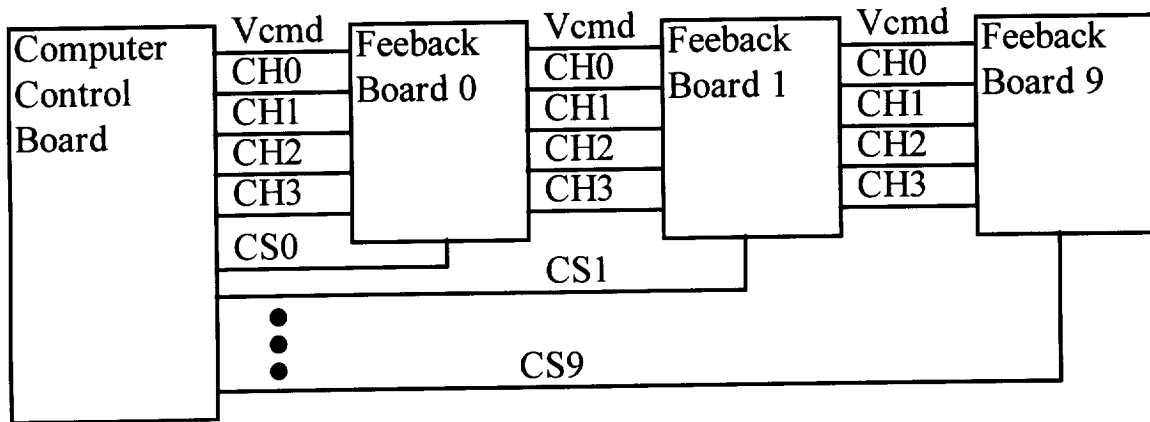 Computer
Control
Board
Vcmd
CH0
CH1
CH2
CH3
CS0
Feeback
Board 0
Vcmd
CH0
CH1
CH2
CH3
CS1
Feeback
Board 1
Vcmd
CH0
CH1
CH2
CH3
CS9
Feeback
Board 9